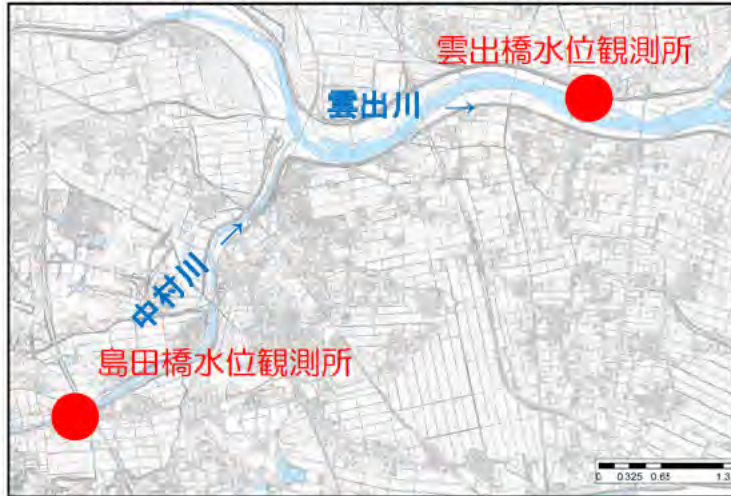 雲出橋水位観測所
雲出川 →
中村川 →
島田橋水位観測所
0 0.325 0.65 1.3